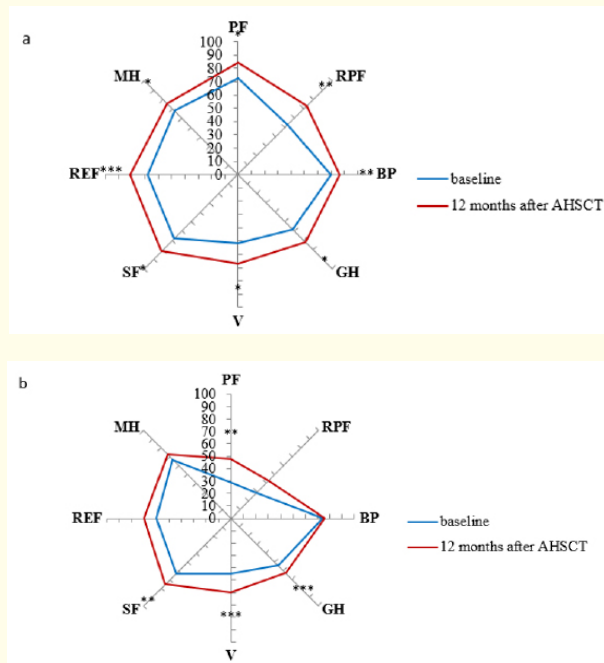 a
PF
*
100
90
80
70
60
50
40
30
20
10
0
MH *
**
RPF
REF***
** BP
SF*
*
GH
*
V
baseline
12 months after AHSCT
b
PF
100
90
80
70
60
50
40
30
20
10
0
**
MH
RPF
REF
BP
SF **
***
GH
***
V
baseline
12 months after AHSCT